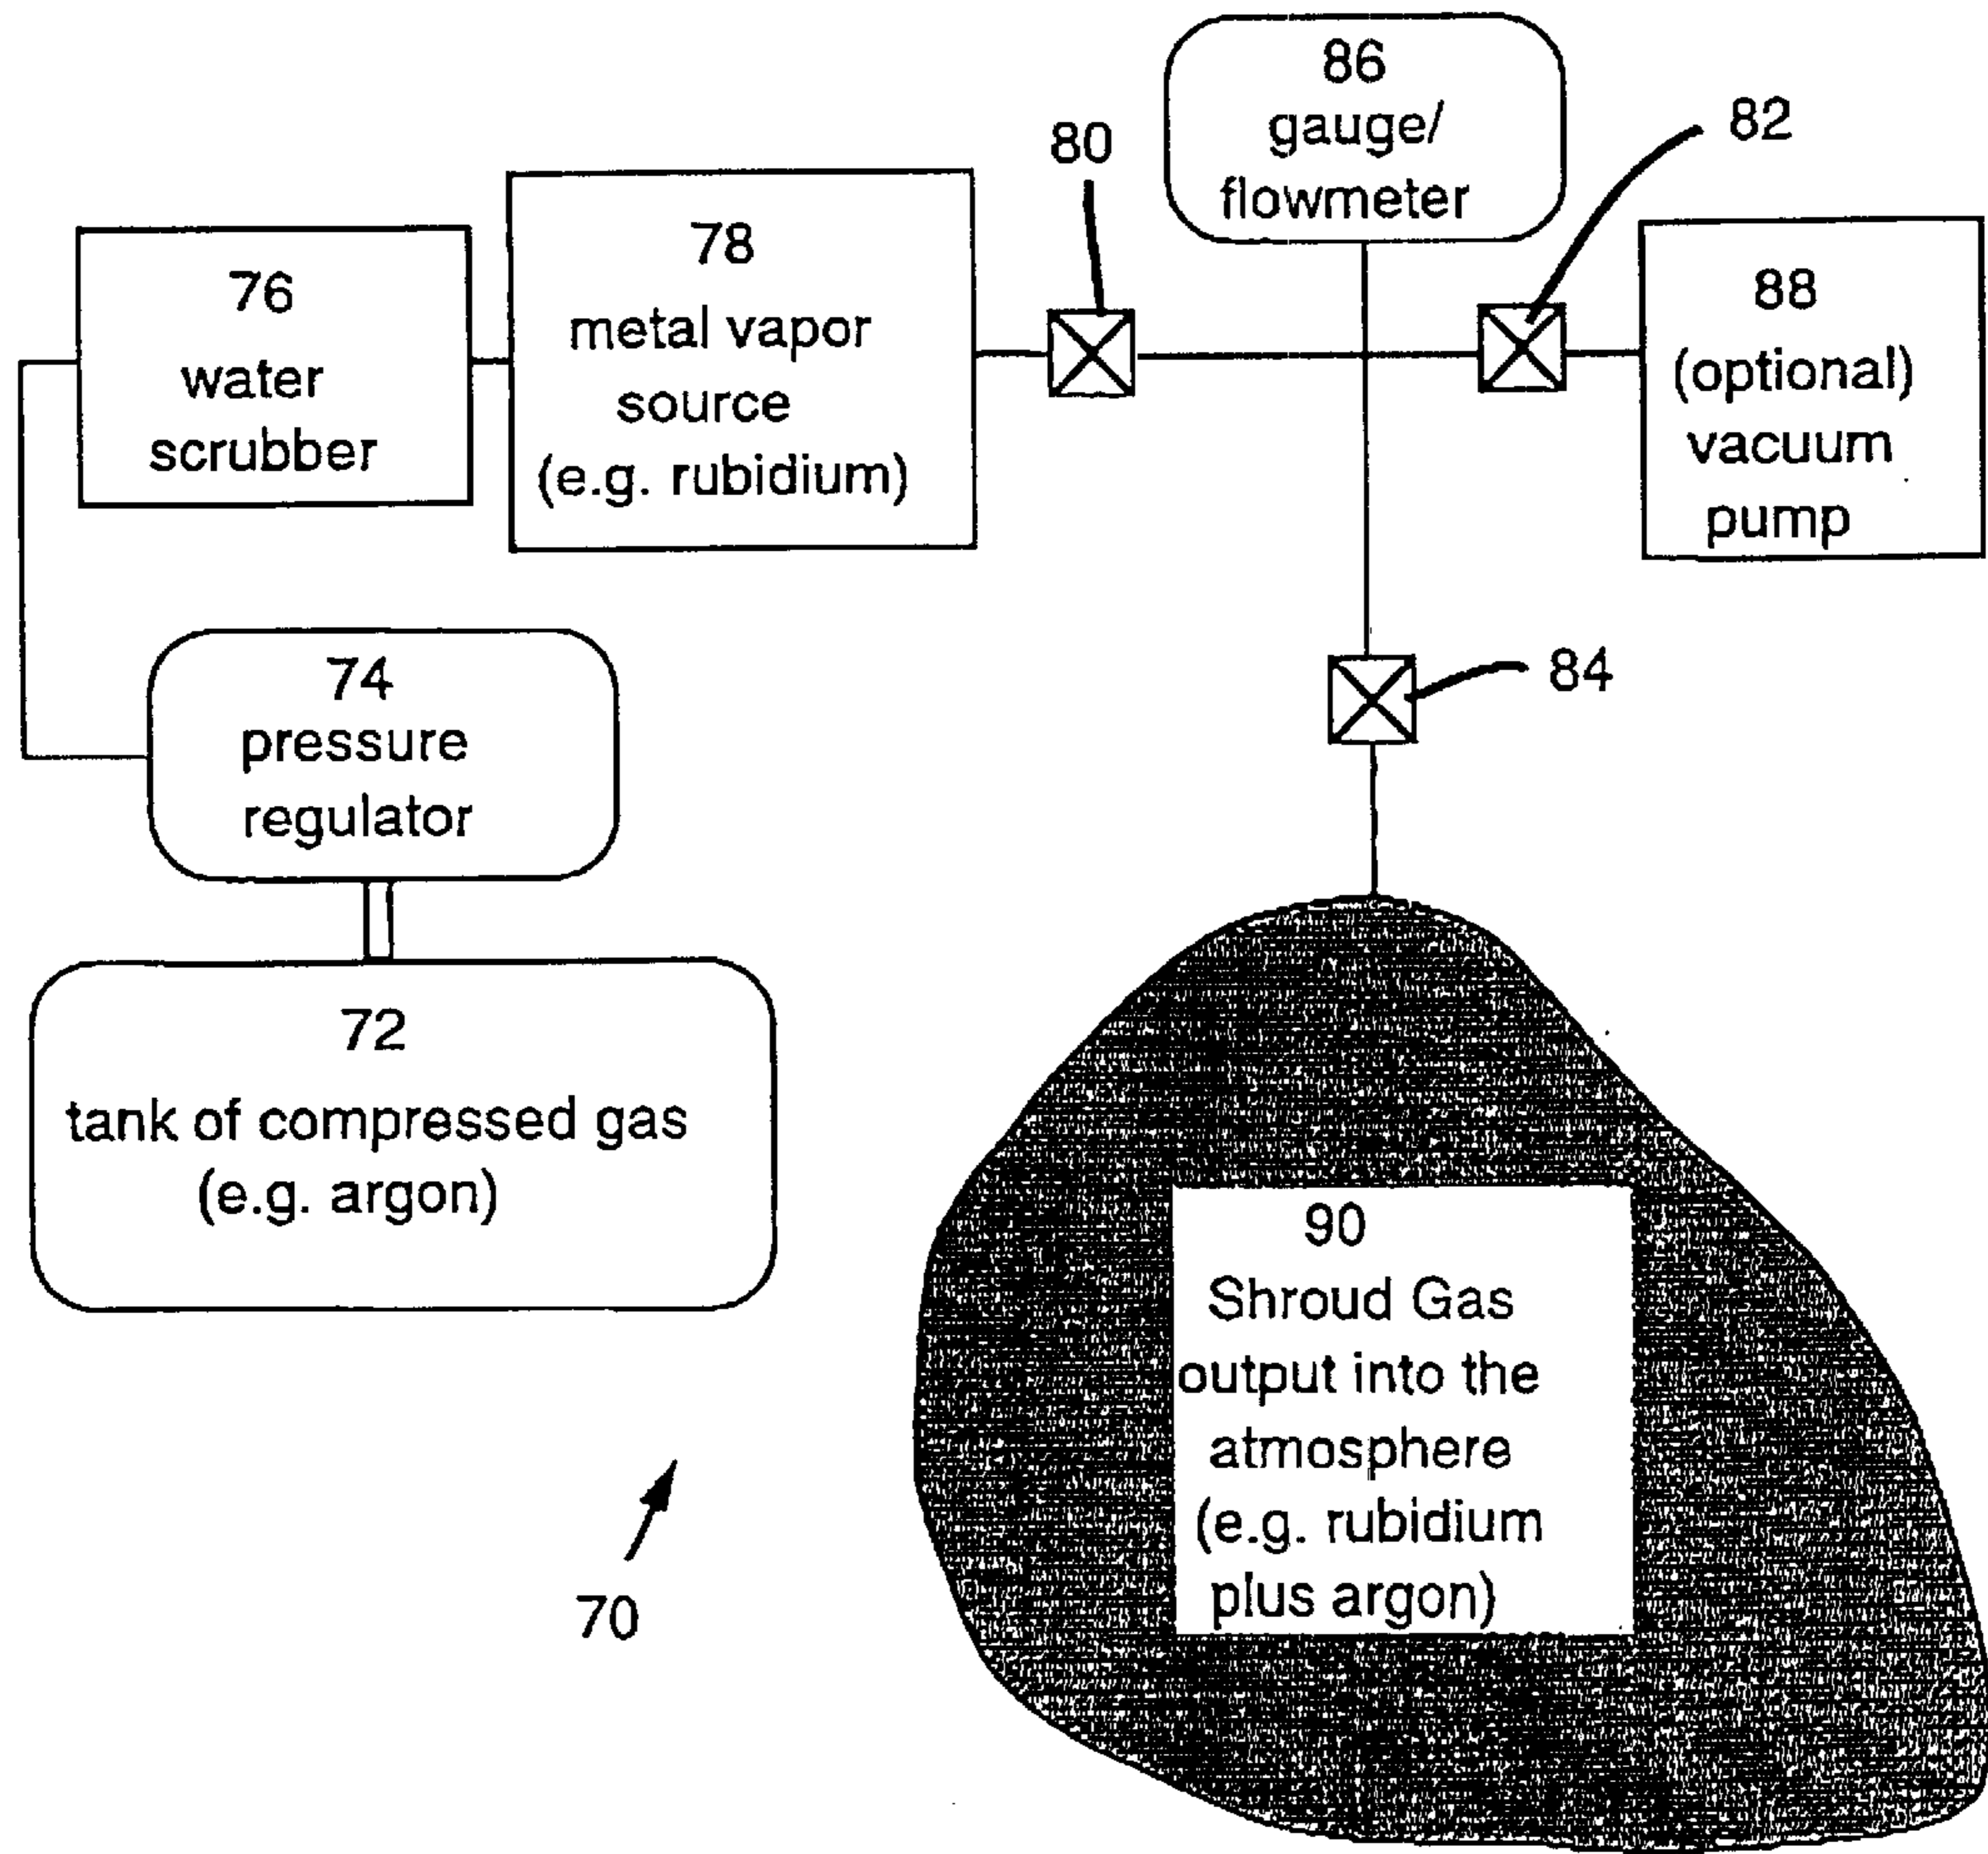 86
gauge/
flowmeter
80
82
76
water
scrubber
78
metal vapor
source
(e.g. rubidium)
88
(optional)
vacuum
pump
74
pressure
regulator
84
72
tank of compressed gas
(e.g. argon)
90
Shroud Gas
output into the
atmosphere
(e.g. rubidium
plus argon)
70